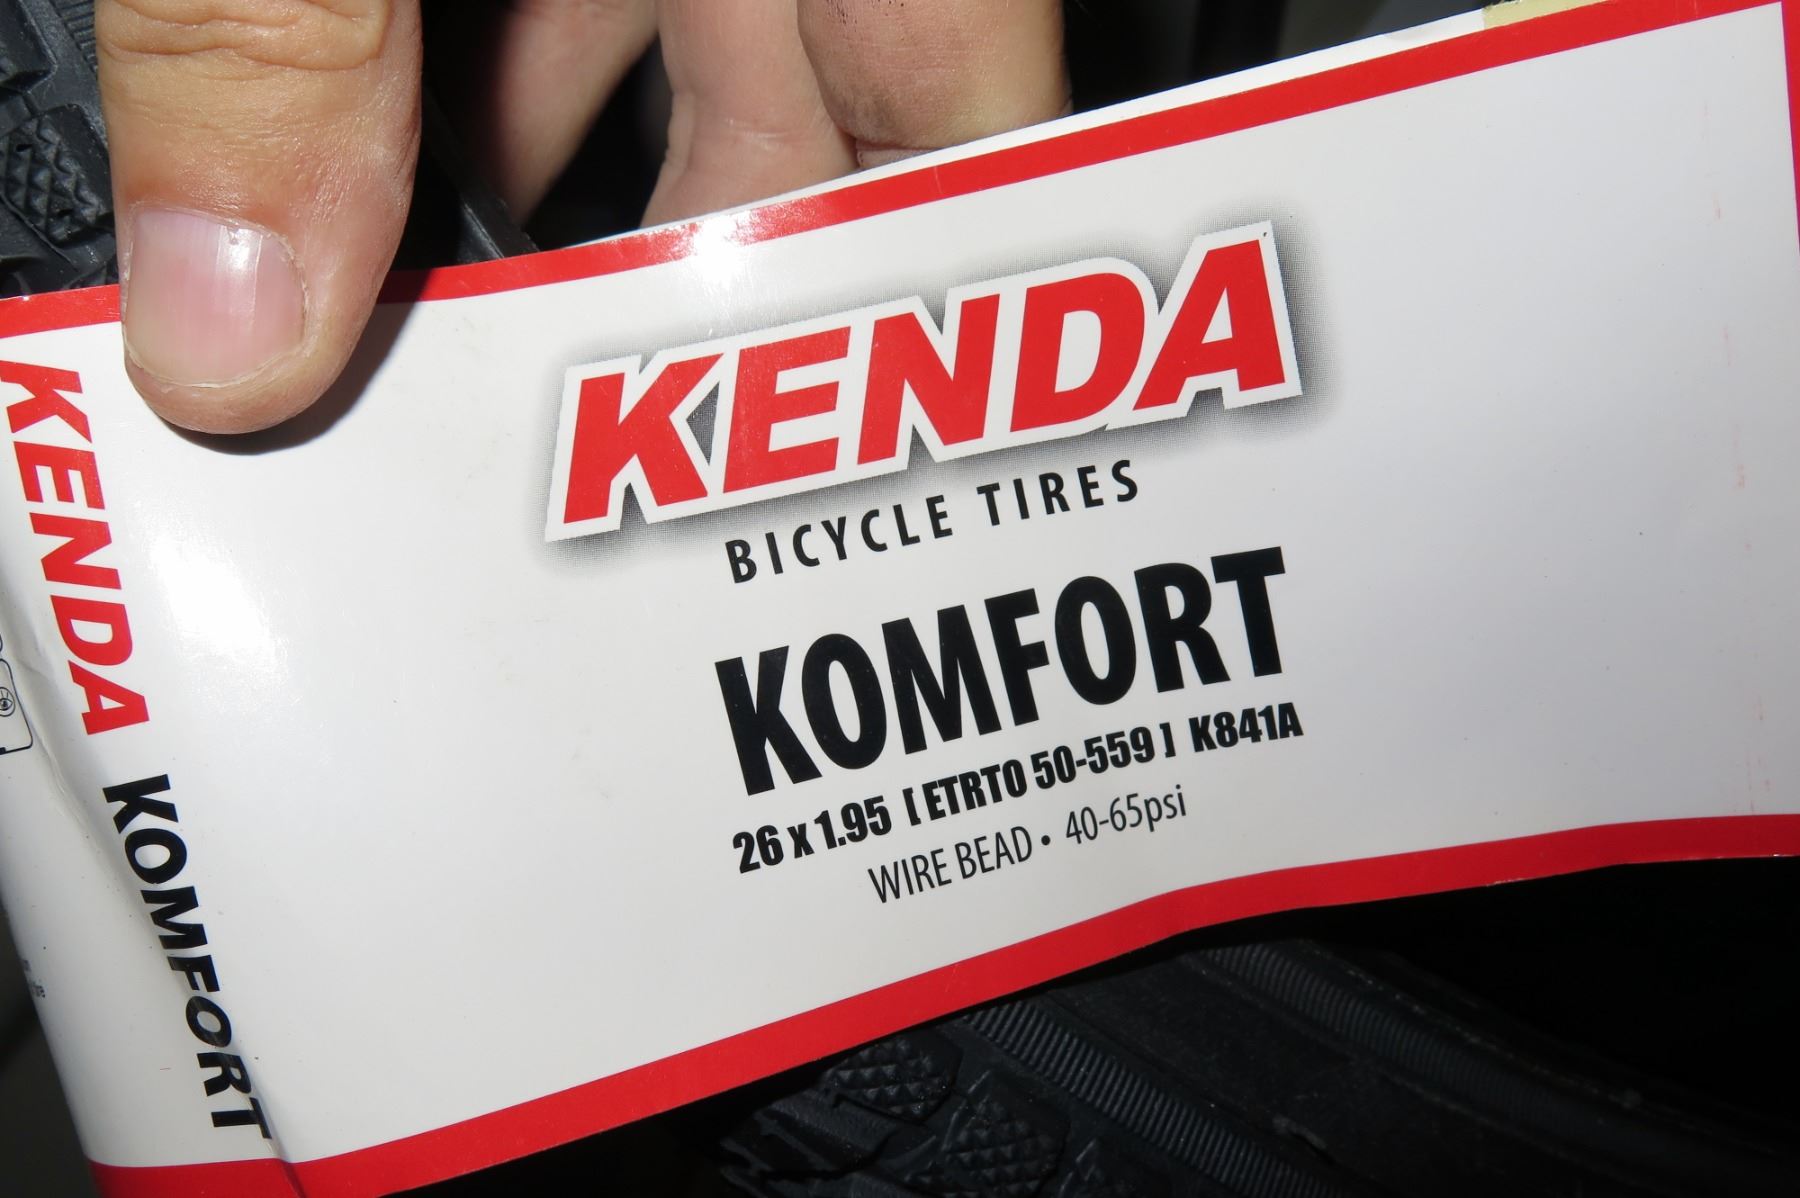 KENDA
BICYCLE TIRES
KOMFORT
26 x 1.95 [ ETRTO 50-559 ] K841A
WIRE BEAD • 40-65psi
KENDA KOMFORT